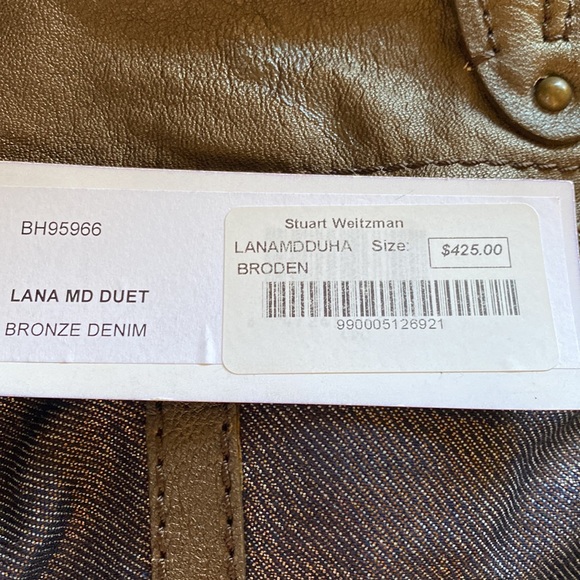 BH95966
LANA MD DUET
BRONZE DENIM
Stuart Weitzman
LANAMDDUHA Size: $425.00
BRODEN
990005126921